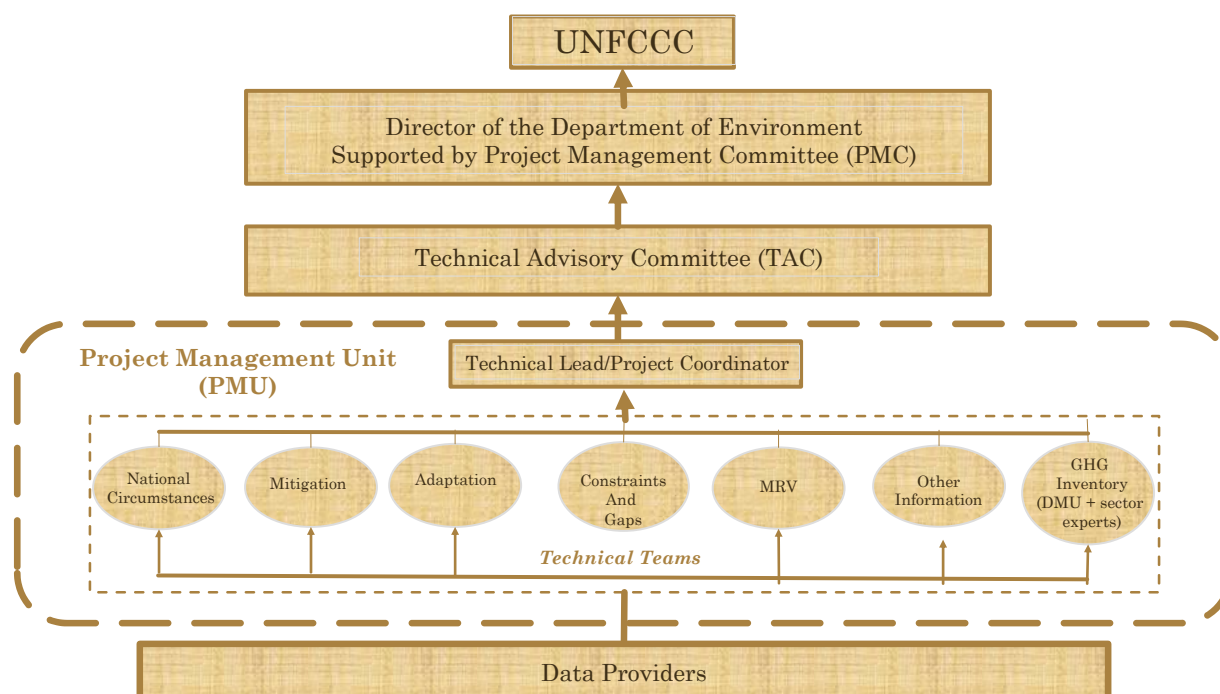 UNFCCC
Director of the Department of Environment
Supported by Project Management Committee (PMC)
Technical Advisory Committee (TAC)
Project Management Unit
(PMU)
Technical Lead/Project Coordinator
National
Circumstances
Mitigation
Adaptation
Constraints
And
Gaps
MRV
Other
Information
GHG
Inventory
(DMU + sector
experts)
Technical Teams
Data Providers